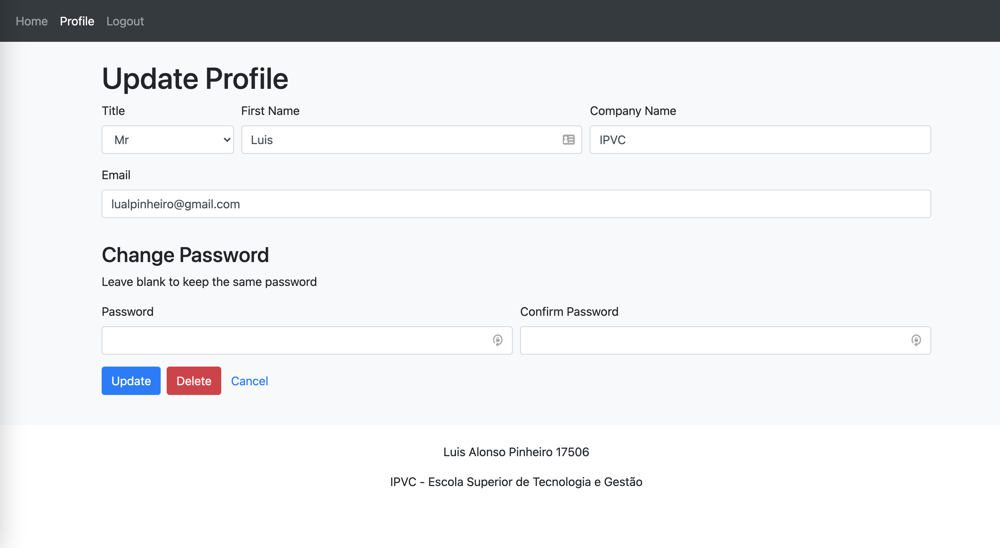 Home Profile Logout
Update Profile
Title First Name Company Name
Mr Luis IPVC
Email
lualpinheiro@gmail.com
Change Password
Leave blank to keep the same password
Password Confirm Password
Update Delete Cancel
Luis Alonso Pinheiro 17506
IPVC - Escola Superior de Tecnologia e Gestão